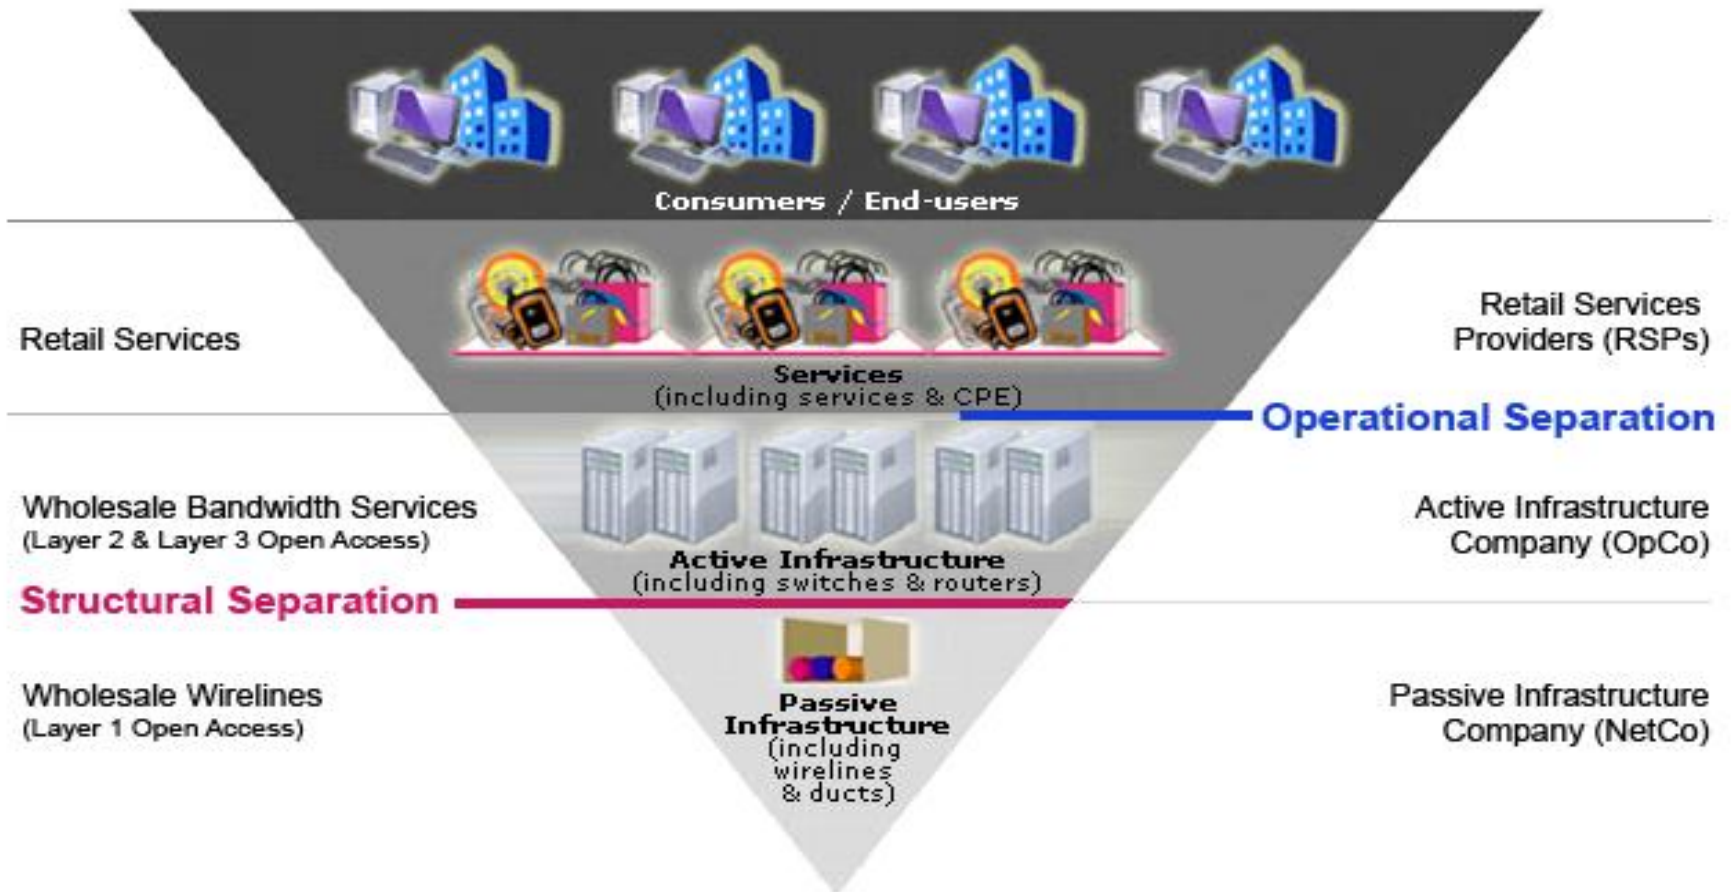 Consumers / End-users
Retail Services
Services
(including services & CPE)
Retail Services
Providers (RSPs)
Operational Separation
Wholesale Bandwidth Services
(Layer 2 & Layer 3 Open Access)
Active Infrastructure
(including switches & routers)
Active Infrastructure
Company (OpCo)
Structural Separation
Wholesale Wirelines
(Layer 1 Open Access)
Passive
Infrastructure
(including
wirelines
& ducts)
Passive Infrastructure
Company (NetCo)